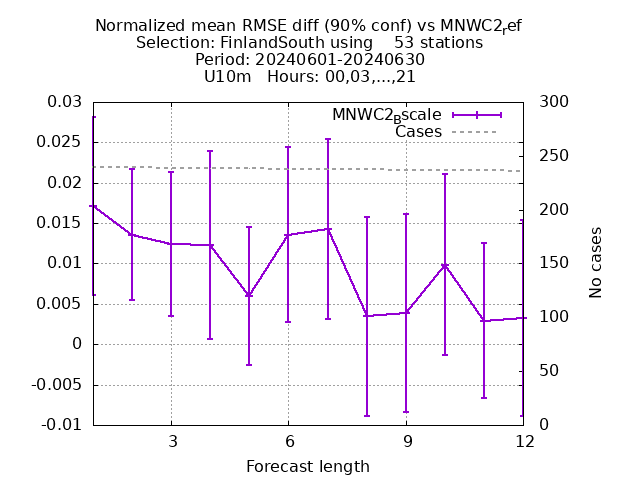 Normalized mean RMSE diff (90% conf) vs MNWC2ref
Selection: FinlandSouth using    53 stations
Period: 20240601-20240630
U10m   Hours: 00,03,...,21
MNWC2Bscale
Cases
0.03
0.025
0.02
0.015
0.01
0.005
0
-0.005
-0.01
300
250
200
150
100
50
0
No cases
3
6
9
12
Forecast length